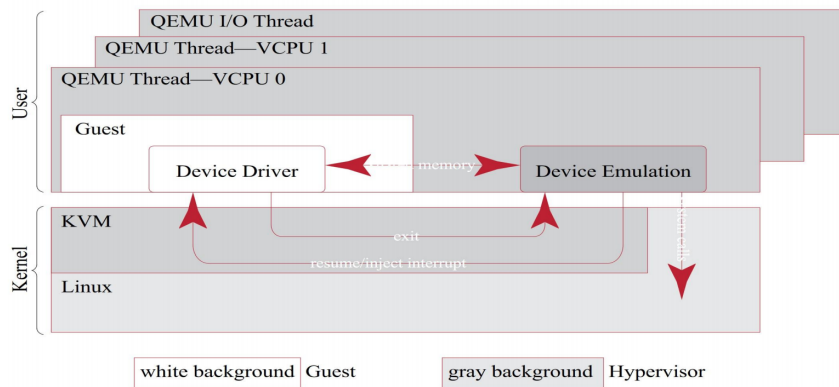 QEMU I/O Thread
QEMU Thread—VCPU 1
QEMU Thread—VCPU 0
User
Guest
memory
Device Driver
Device Emulation
KVM
exit
resume/inject interrupt
Kernel
Linux
white background Guest
gray background Hypervisor